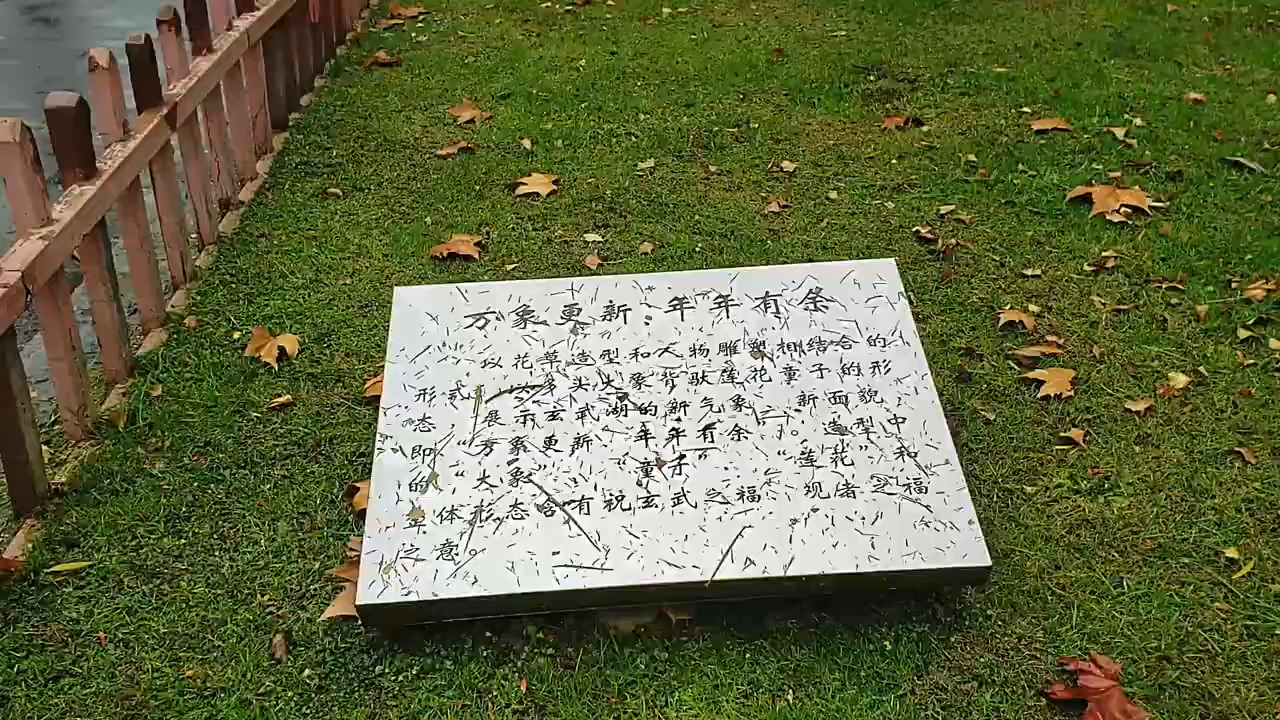 万象更新·年年有余
以花草造型和人物雕塑相结合的
形式，头大象背驮莲花童子的形
态，展示玄武湖的新气象、新面貌，
即“万象更新、年年有余”。造型中
的“大象”、“童子”、“莲花”和
体形态含有祝玄武之福、观者之福
之意。